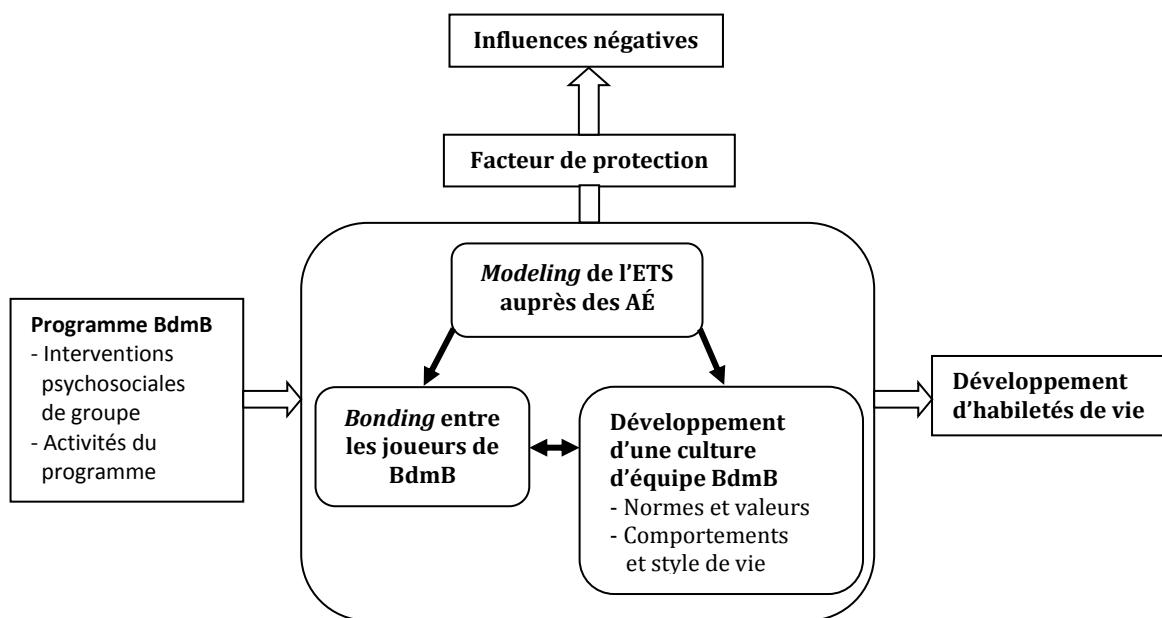 Influences négatives
Facteur de protection
Modeling de l'ETS
auprès des AÉ
Programme BdmB
- Interventions
psychosociales
de groupe
- Activités du
programme
Bonding entre
les joueurs de
BdmB
Développement
d'une culture
d'équipe BdmB
- Normes et valeurs
- Comportements
et style de vie
Développement
d'habiletés de vie